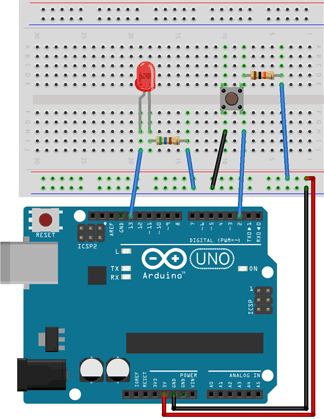 RESET
ICSP2
AREF
GND
13
12
~11
~10
~9
8
7
~6
~5
4
~3
2
TX 1
RX 0
DIGITAL (PWM~)
L
TX
RX
Arduino™
UNO
ON
ICSP
1
POWER
ANALOG IN
IOREF
RESET
3V3
5V
GND
GND
VIN
A0
A1
A2
A3
A4
A5